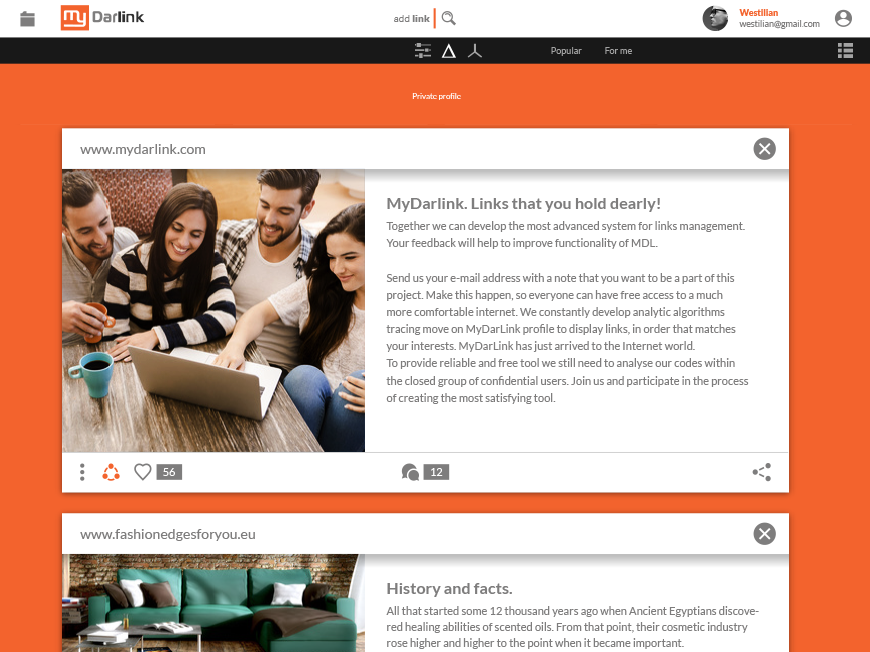 my Darlink
add link
Westilian
westilian@gmail.com
Popular
For me
Private profile
www.mydarlink.com
MyDarlink. Links that you hold dearly!
Together we can develop the most advanced system for links management.
Your feedback will help to improve functionality of MDL.
Send us your e-mail address with a note that you want to be a part of this
project. Make this happen, so everyone can have free access to a much
more comfortable internet. We constantly develop analytic algorithms
tracing move on MyDarLink profile to display links, in order that matches
your interests. MyDarLink has just arrived to the Internet world.
To provide reliable and free tool we still need to analyse our codes within
the closed group of confidential users. Join us and participate in the process
of creating the most satisfying tool.
56
12
www.fashionedgesforyou.eu
History and facts.
All that started some 12 thousand years ago when Ancient Egyptians discove-
red healing abilities of scented oils. From that point, their cosmetic industry
rose higher and higher to the point when it became important.